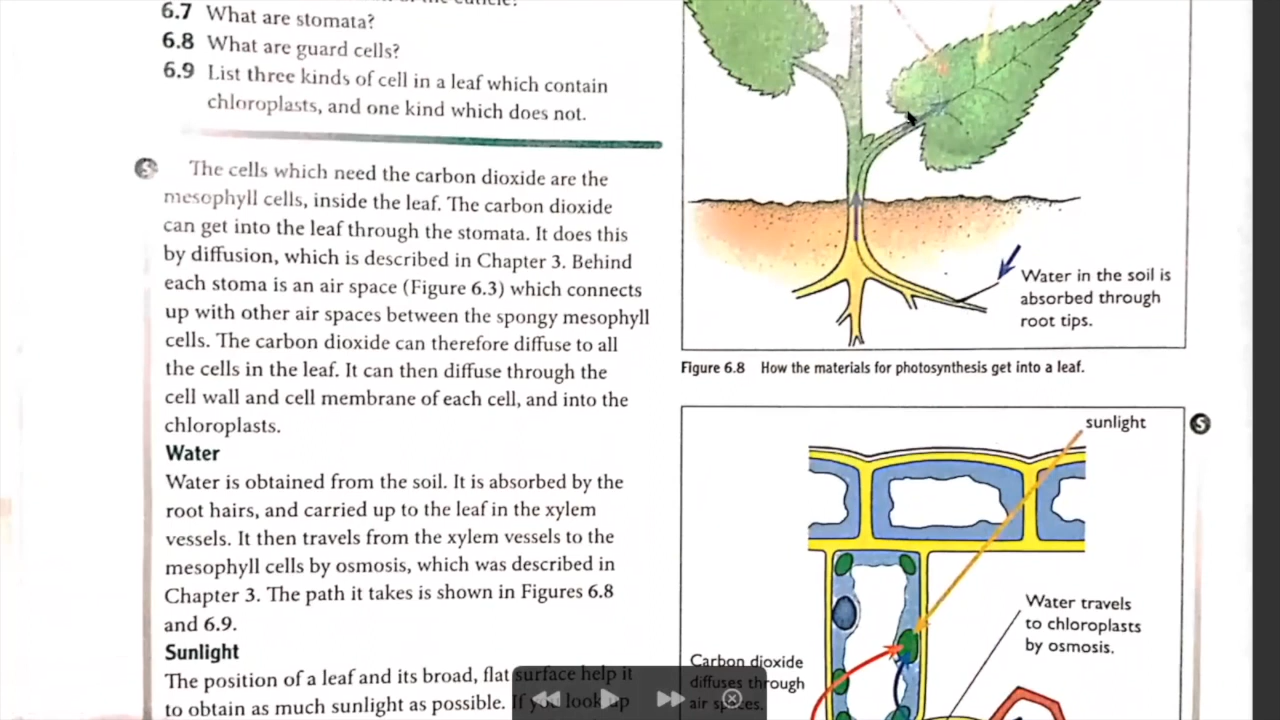 6.7 What are stomata?
6.8 What are guard cells?
6.9 List three kinds of cell in a leaf which contain
chloroplasts, and one kind which does not.
S The cells which need the carbon dioxide are the
mesophyll cells, inside the leaf. The carbon dioxide
can get into the leaf through the stomata. It does this
by diffusion, which is described in Chapter 3. Behind
each stoma is an air space (Figure 6.3) which connects
up with other air spaces between the spongy mesophyll
cells. The carbon dioxide can therefore diffuse to all
the cells in the leaf. It can then diffuse through the
cell wall and cell membrane of each cell, and into the
chloroplasts.
Water
Water is obtained from the soil. It is absorbed by the
root hairs, and carried up to the leaf in the xylem
vessels. It then travels from the xylem vessels to the
mesophyll cells by osmosis, which was described in
Chapter 3. The path it takes is shown in Figures 6.8
and 6.9.
Sunlight
The position of a leaf and its broad, flat surface help it
to obtain as much sunlight as possible. If you look up
Water in the soil is
absorbed through
root tips.
Figure 6.8 How the materials for photosynthesis get into a leaf.
S
sunlight
Water travels
to chloroplasts
by osmosis.
Carbon dioxide
diffuses through
air spaces.